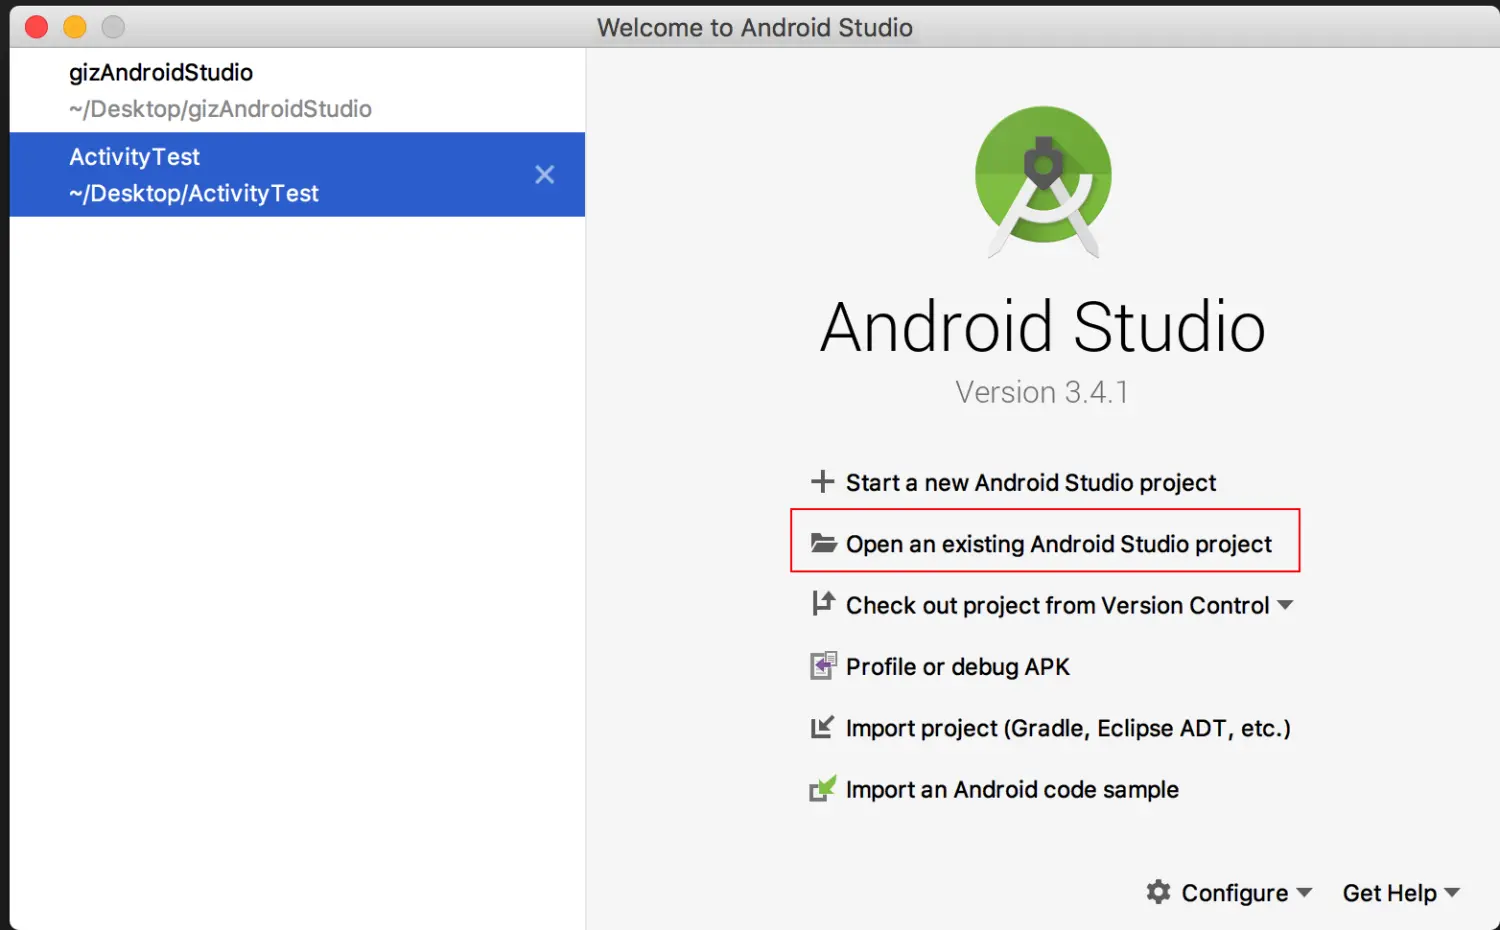 Welcome to Android Studio
gizAndroidStudio
~/Desktop/gizAndroidStudio
ActivityTest
~/Desktop/ActivityTest
Android Studio
Version 3.4.1
Start a new Android Studio project
Open an existing Android Studio project
Check out project from Version Control
Profile or debug APK
Import project (Gradle, Eclipse ADT, etc.)
Import an Android code sample
Configure
Get Help